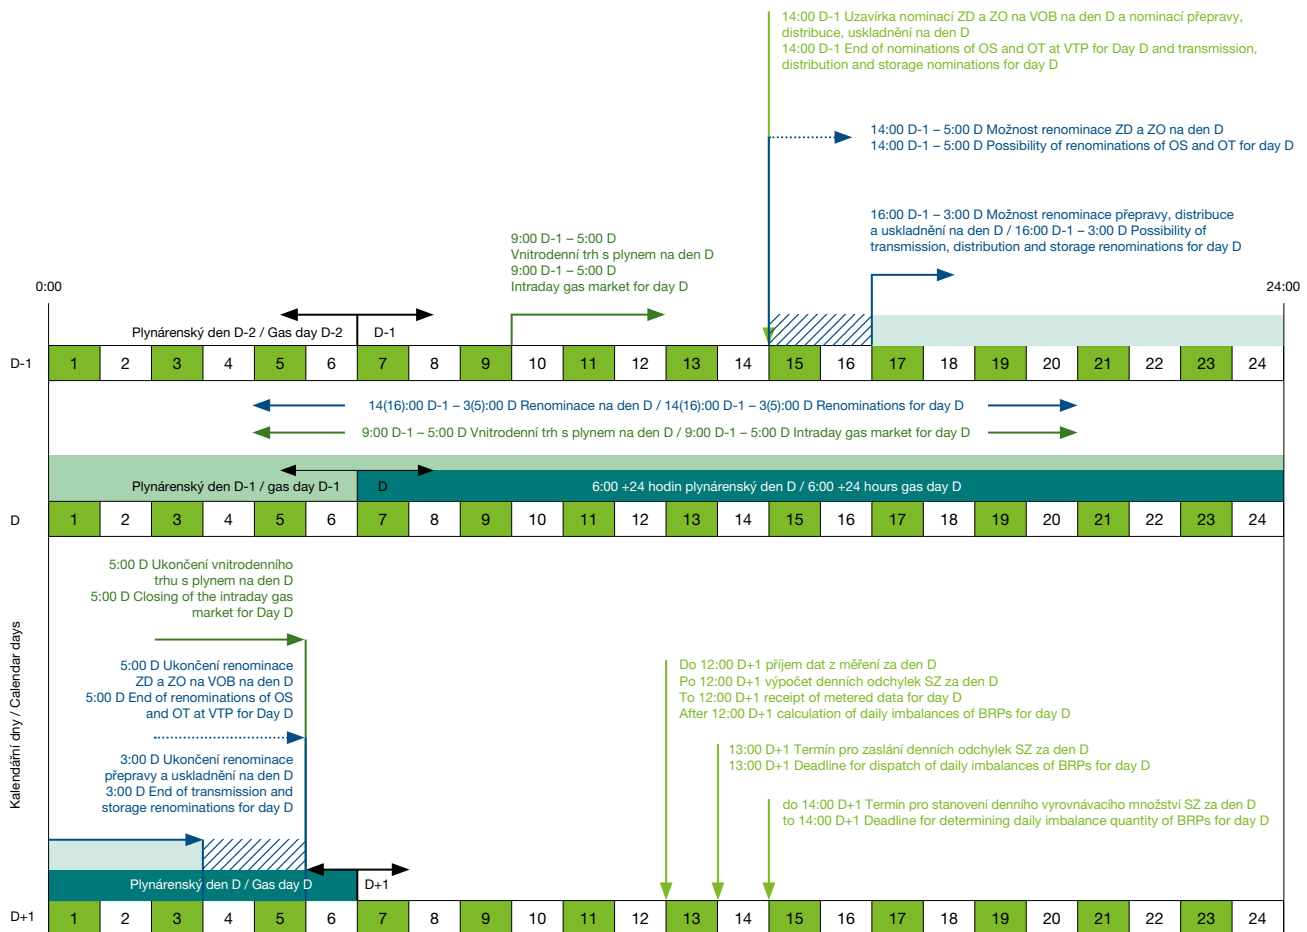 14:00 D-1 Uzavírka nominací ZD a ZO na VOB na den D a nominací přepravy,
distribuce, uskladnění na den D
14:00 D-1 End of nominations of OS and OT at VTP for Day D and transmission,
distribution and storage nominations for day D
14:00 D-1 – 5:00 D Možnost renominace ZD a ZO na den D
14:00 D-1 – 5:00 D Possibility of renominations of OS and OT for day D
16:00 D-1 – 3:00 D Možnost renominace přepravy, distribuce
a uskladnění na den D / 16:00 D-1 – 3:00 D Possibility of
transmission, distribution and storage renominations for day D
9:00 D-1 – 5:00 D
Vnitrodenní trh s plynem na den D
9:00 D-1 – 5:00 D
Intraday gas market for day D
0:00
24:00
Plynárenský den D-2 / Gas day D-2
D-1
D-1
1 2 3 4 5 6 7 8 9 10 11 12 13 14 15 16 17 18 19 20 21 22 23 24
14(16):00 D-1 – 3(5):00 D Renominace na den D / 14(16):00 D-1 – 3(5):00 D Renominations for day D
9:00 D-1 – 5:00 D Vnitrodenní trh s plynem na den D / 9:00 D-1 – 5:00 D Intraday gas market for day D
Plynárenský den D-1 / gas day D-1
D
6:00 +24 hodin plynárenský den D / 6:00 +24 hours gas day D
D
1 2 3 4 5 6 7 8 9 10 11 12 13 14 15 16 17 18 19 20 21 22 23 24
5:00 D Ukončení vnitrodenního
trhu s plynem na den D
5:00 D Closing of the intraday gas
market for Day D
5:00 D Ukončení renominace
ZD a ZO na VOB na den D
5:00 D End of renominations of OS
and OT at VTP for Day D
3:00 D Ukončení renominace
přepravy a uskladnění na den D
3:00 D End of transmission and
storage renominations for day D
Do 12:00 D+1 příjem dat z měření za den D
Po 12:00 D+1 výpočet denních odchylek SZ za den D
To 12:00 D+1 receipt of metered data for day D
After 12:00 D+1 calculation of daily imbalances of BRPs for day D
13:00 D+1 Termín pro zaslání denních odchylek SZ za den D
13:00 D+1 Deadline for dispatch of daily imbalances of BRPs for day D
do 14:00 D+1 Termín pro stanovení denního vyrovnávacího množství SZ za den D
to 14:00 D+1 Deadline for determining daily imbalance quantity of BRPs for day D
Kalendářní dny / Calendar days
Plynárenský den D / Gas day D
D+1
D+1
1 2 3 4 5 6 7 8 9 10 11 12 13 14 15 16 17 18 19 20 21 22 23 24